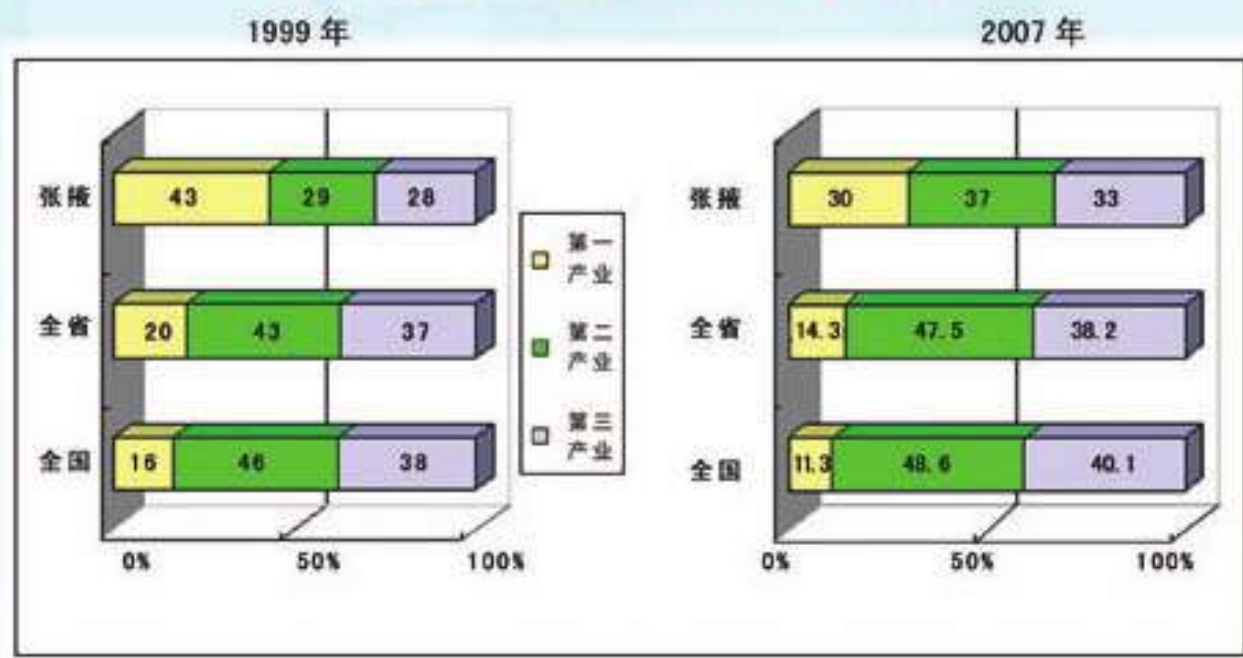 1999 年
2007 年
张掖
43
29
28
全省
20
43
37
全国
16
46
38
0%
50%
100%
第一
产业
第二
产业
第三
产业
张掖
30
37
33
全省
14.3
47.5
38.2
全国
11.3
48.6
40.1
0%
50%
100%